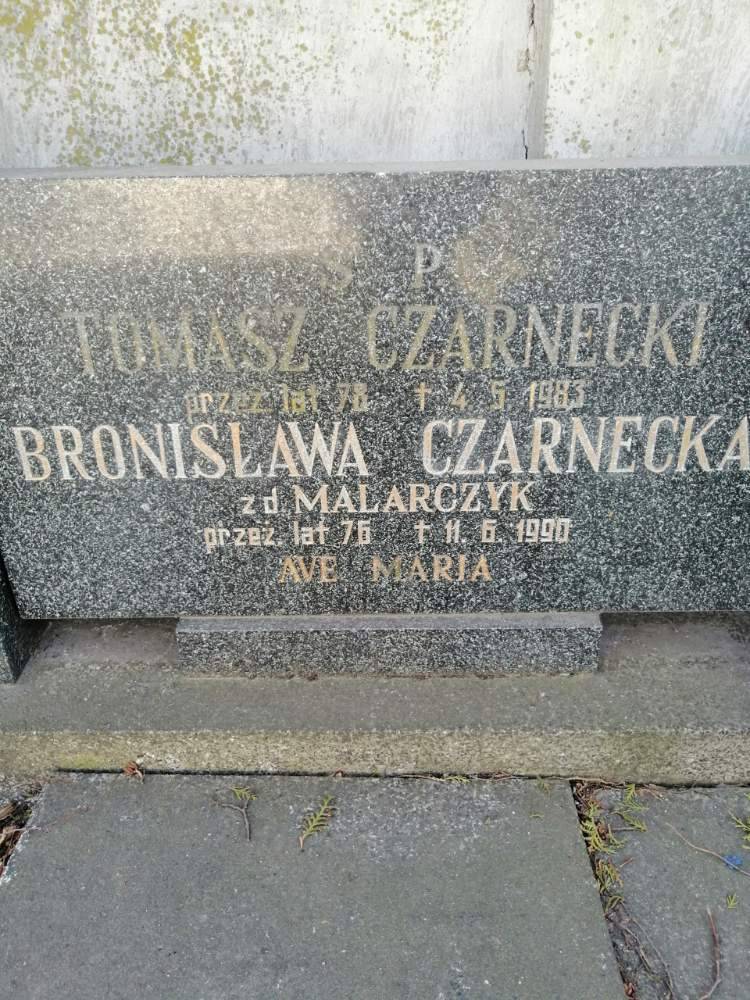 Ś P
TOMASZ CZARNECKI
przeż. lat 78 † 4. 5 1983
BRONISŁAWA CZARNECKA
zd MALARCZYK
przeż. lat 76 † 11. 6 1990
AVE MARIA